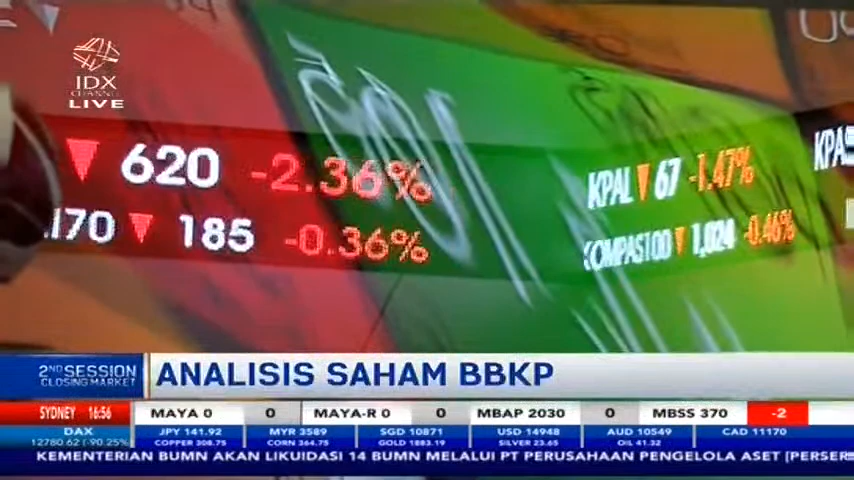 IDX
CHANNEL
LIVE
620 -2.36%
.170 185 -0.36%
KPAL 67 -1.47%
KOMPAS100 1,024 -0.46%
KPAS
2ND SESSION
CLOSING MARKET
ANALISIS SAHAM BBKP
SYDNEY 16:56
MAYA 0 0 MAYA-R 0 0 MBAP 2030 0 MBSS 370 -2
DAX
12780.62 (-90.25%)
JPY 141.92 MYR 3589 SGD 10871 USD 14948 AUD 10549 CAD 11170
COPPER 308.75 CORN 364.75 GOLD 1883.19 SILVER 23.65 OIL 41.32
KEMENTERIAN BUMN AKAN LIKUIDASI 14 BUMN MELALUI PT PERUSAHAAN PENGELOLA ASET (PERSER